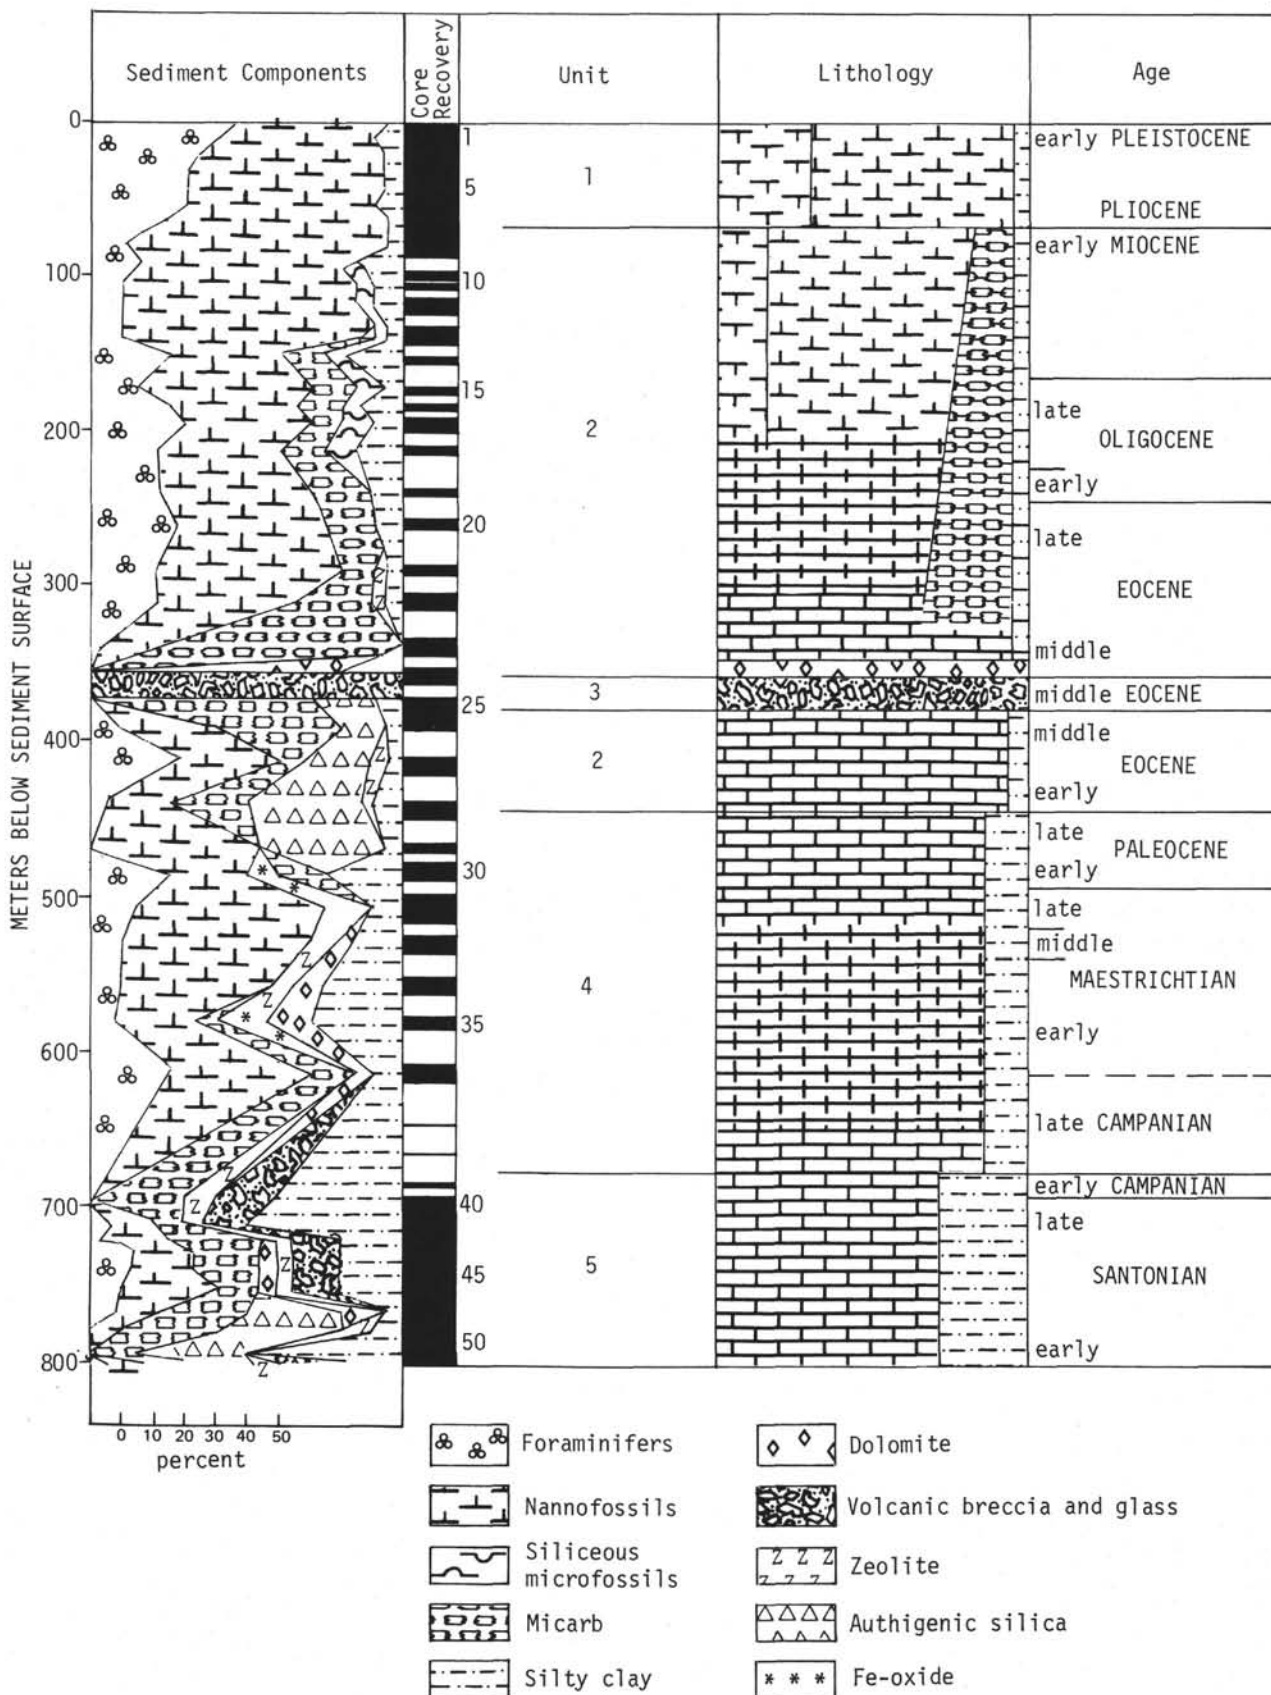 Sediment Components
Core Recovery
Unit
Lithology
Age
METERS BELOW SEDIMENT SURFACE
0
100
200
300
400
500
600
700
800
1
5
10
15
20
25
30
35
40
45
50
1
2
3
2
4
5
early PLEISTOCENE
PLIOCENE
early MIOCENE
late
OLIGOCENE
early
late
EOCENE
middle
middle EOCENE
middle
EOCENE
early
late
PALEOCENE
early
late
middle
MAESTRICHTIAN
early
late CAMPANIAN
early CAMPANIAN
late
SANTONIAN
early
Z
Z
Z
Z
Z
Z
Z
Z
Z
Z
0 10 20 30 40 50
percent
Foraminifers
Nannofossils
Siliceous
microfossils
Micarb
Silty clay
Dolomite
Volcanic breccia and glass
Z Z Z
Z Z Z
Zeolite
Authigenic silica
* * * Fe-oxide